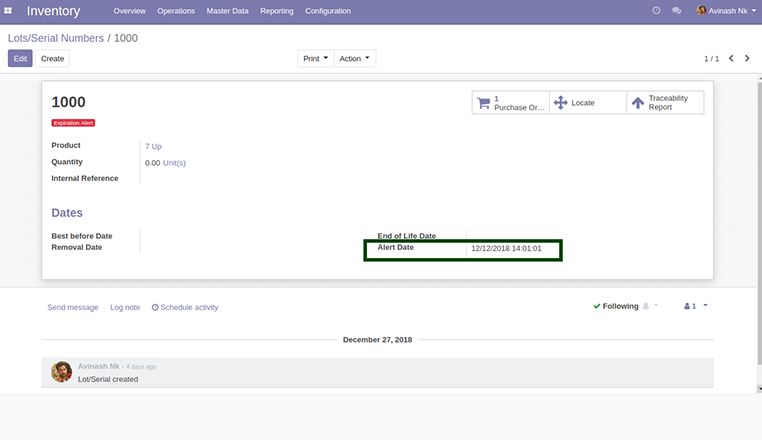 Inventory Overview Operations Master Data Reporting Configuration Avinash Nk
Lots/Serial Numbers / 1000
Edit Create Print Action 1 / 1
1000
1
Purchase Or... Locate Traceability
Report
Expiration Alert
Product 7 Up
Quantity 0.00 Unit(s)
Internal Reference
Dates
Best before Date End of Life Date
Removal Date Alert Date 12/12/2018 14:01:01
Send message Log note Schedule activity Following 1
December 27, 2018
Avinash Nk - 4 days ago
Lot/Serial created